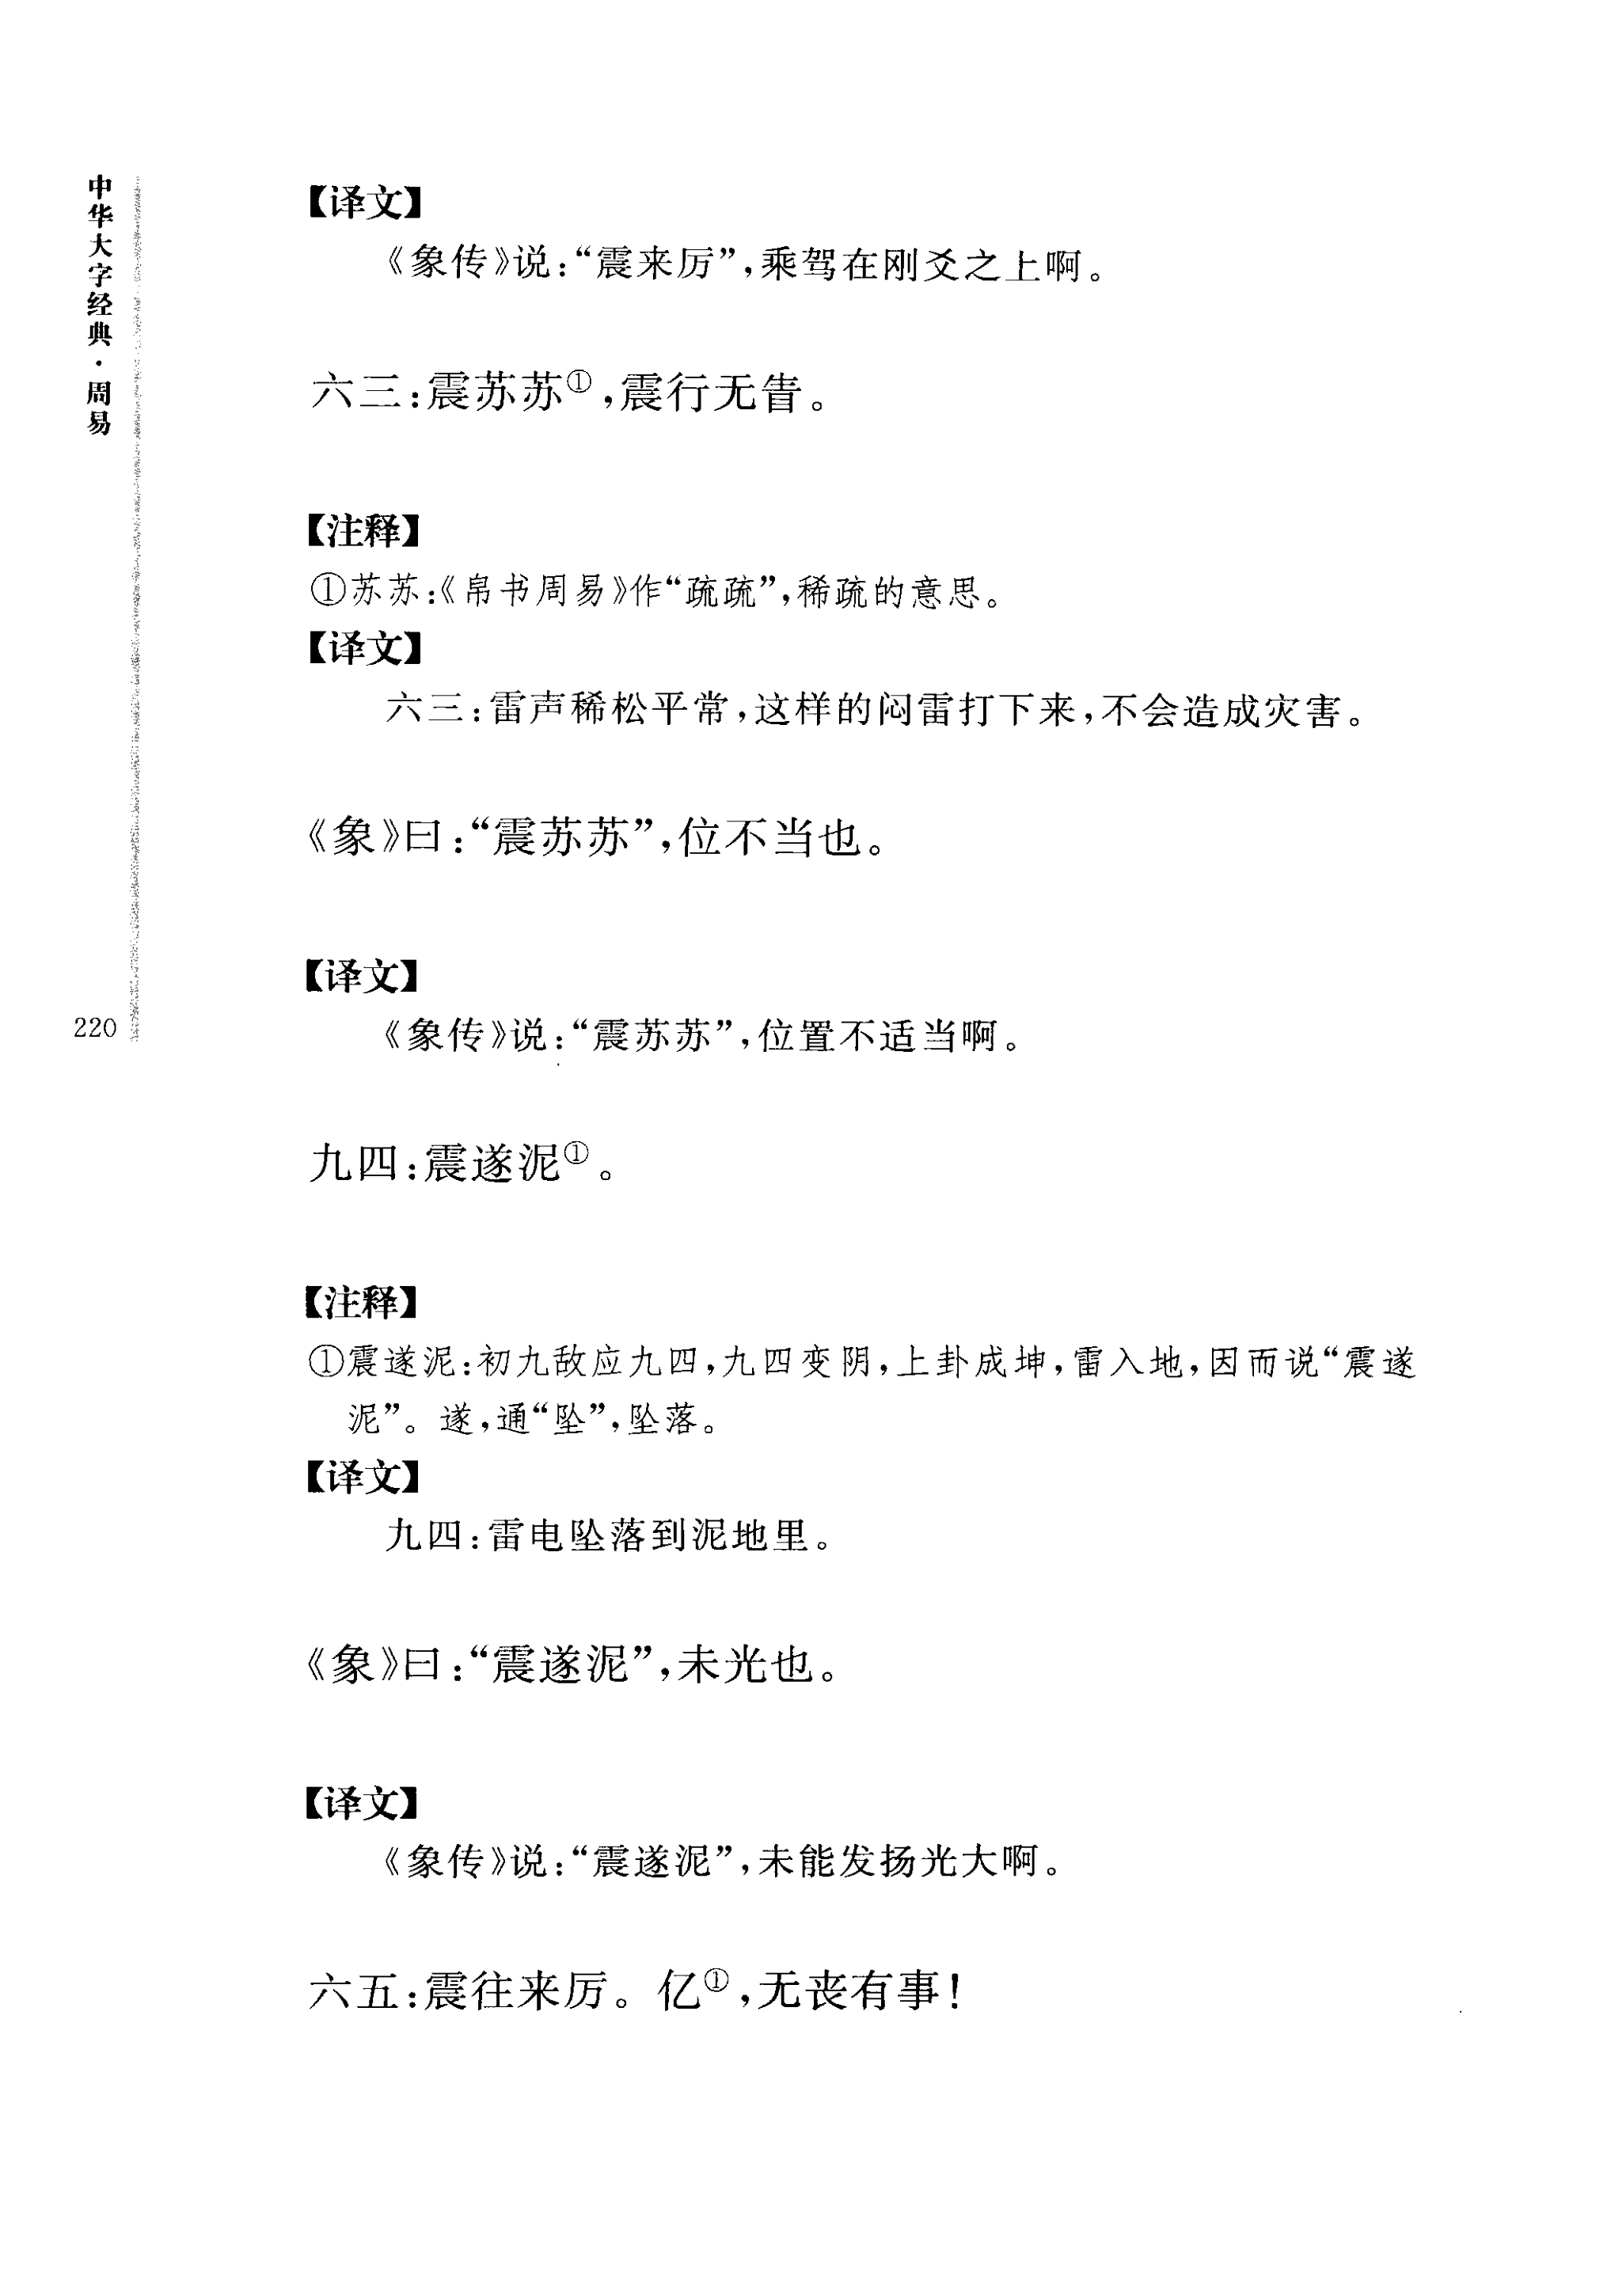 中华大字经典·周易
220
【译文】
《象传》说：“震来厉”，乘驾在刚爻之上啊。
六三：震苏苏①，震行无眚。
【注释】
①苏苏：《帛书周易》作“疏疏”，稀疏的意思。
【译文】
六三：雷声稀松平常，这样的闷雷打下来，不会造成灾害。
《象》曰：“震苏苏”，位不当也。
【译文】
《象传》说：“震苏苏”，位置不适当啊。
九四：震遂泥①。
【注释】
①震遂泥：初九敌应九四，九四变阴，上卦成坤，雷入地，因而说“震遂
泥”。遂，通“坠”，坠落。
【译文】
九四：雷电坠落到泥地里。
《象》曰：“震遂泥”，未光也。
【译文】
《象传》说：“震遂泥”，未能发扬光大啊。
六五：震往来厉。亿①，无丧有事！